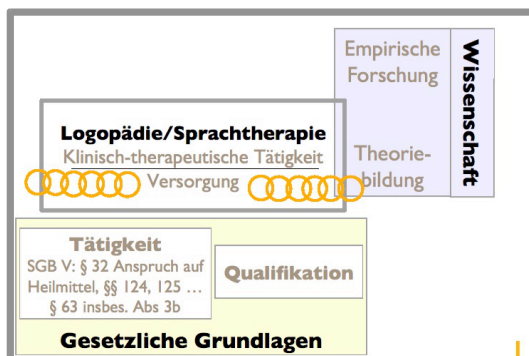 Empirische
Forschung
Wissenschaft
Logopädie/Sprachtherapie
Klinisch-therapeutische Tätigkeit
Versorgung
Theorie-
bildung
Tätigkeit
SGB V: § 32 Anspruch auf
Heilmittel, §§ 124, 125 ...
§ 63 insbes. Abs 3b
Qualifikation
Gesetzliche Grundlagen